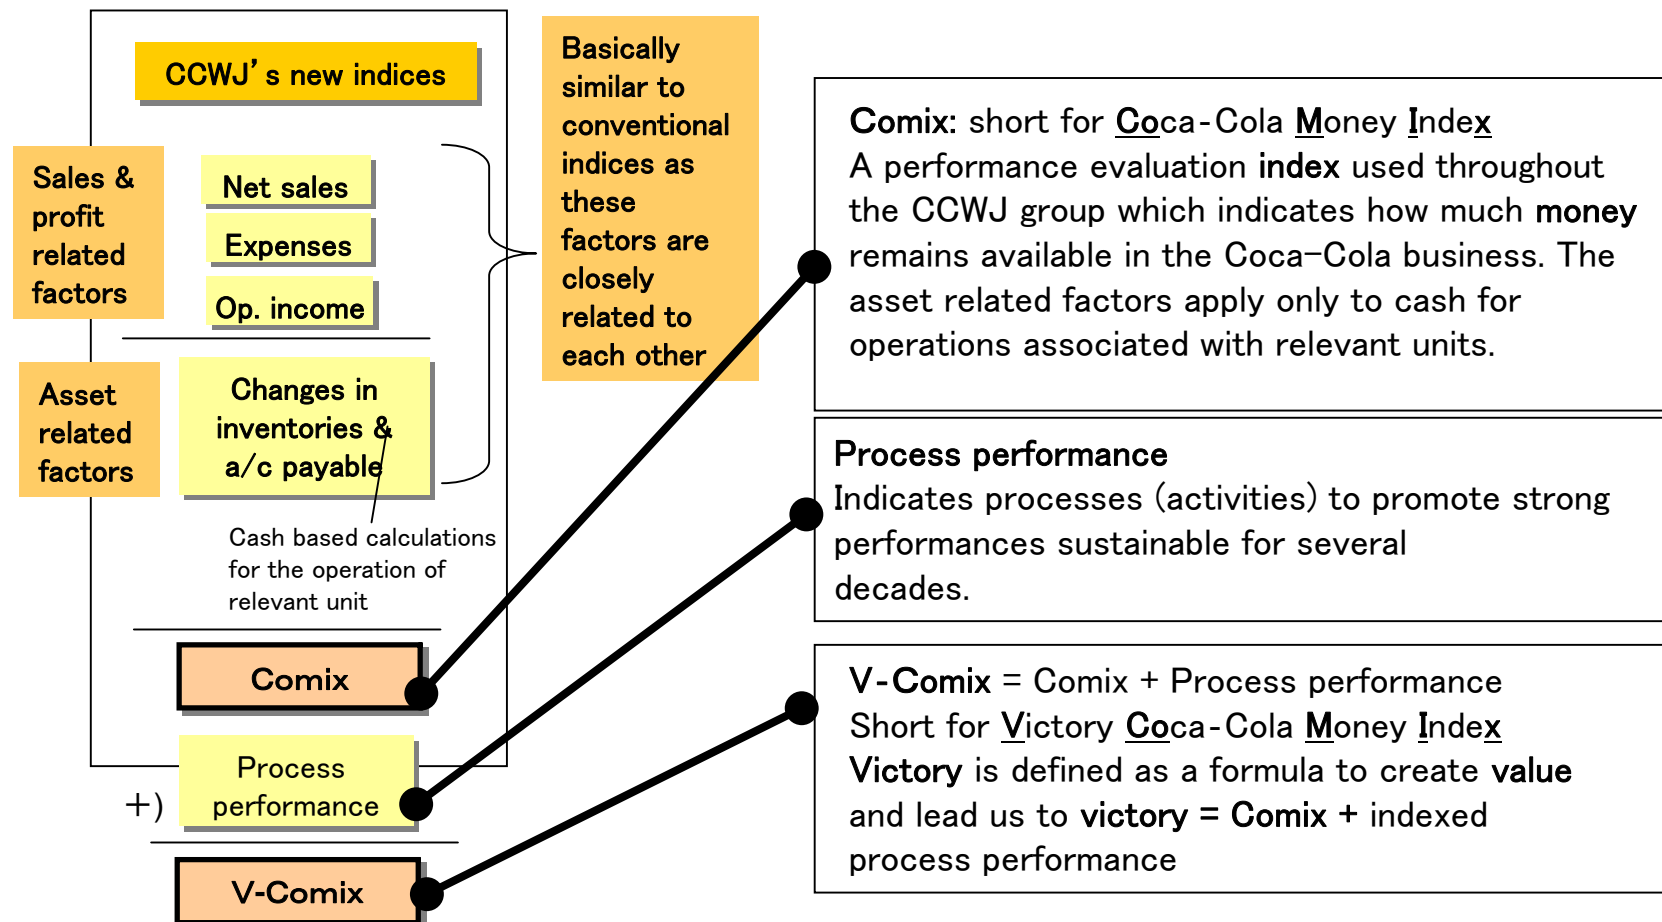 CCWJ’s new indices
Sales &
profit
related
factors
Net sales
Expenses
Op. income
Asset
related
factors
Changes in
inventories &
a/c payable
Cash based calculations
for the operation of
relevant unit
Comix
+)
Process
performance
V-Comix
Basically
similar to
conventional
indices as
these
factors are
closely
related to
each other
Comix: short for Coca-Cola Money Index
A performance evaluation index used throughout
the CCWJ group which indicates how much money
remains available in the Coca-Cola business. The
asset related factors apply only to cash for
operations associated with relevant units.
Process performance
Indicates processes (activities) to promote strong
performances sustainable for several
decades.
V-Comix = Comix + Process performance
Short for Victory Coca-Cola Money Index
Victory is defined as a formula to create value
and lead us to victory = Comix + indexed
process performance